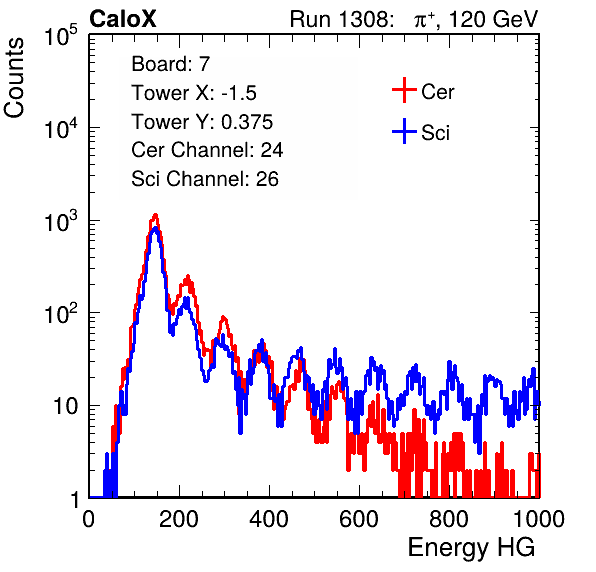 CaloX Run 1308: π⁺, 120 GeV
Counts
Board: 7
Tower X: -1.5
Tower Y: 0.375
Cer Channel: 24
Sci Channel: 26
Cer
Sci
10⁵
10⁴
10³
10²
10
1
0 200 400 600 800 1000
Energy HG